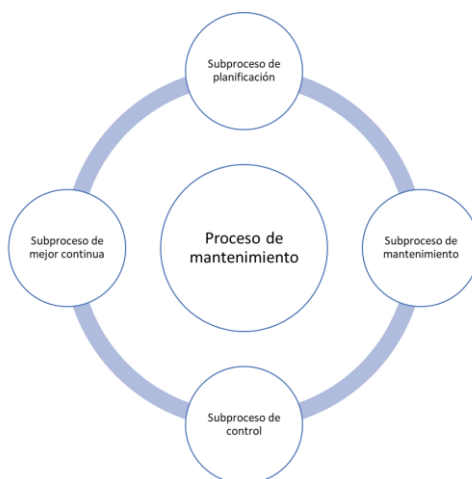 Subproceso de
planificación
Subproceso de
mejor continua
Proceso de
mantenimiento
Subproceso de
mantenimiento
Subproceso de
control